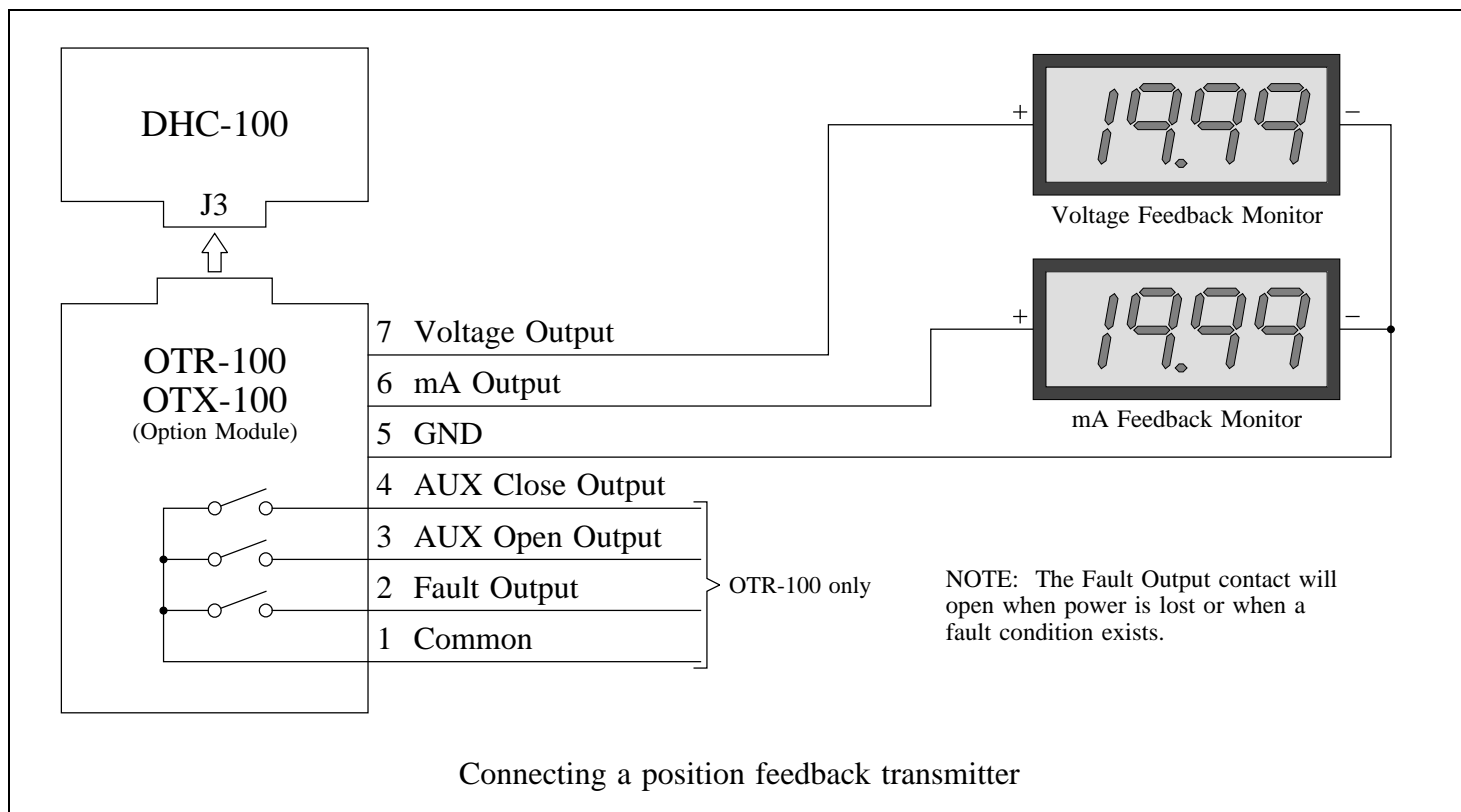 DHC-100
J3
OTR-100
OTX-100
(Option Module)
7 Voltage Output
6 mA Output
5 GND
4 AUX Close Output
3 AUX Open Output
2 Fault Output
1 Common
OTR-100 only
+ 19.99 −
Voltage Feedback Monitor
+ 19.99 −
mA Feedback Monitor
NOTE: The Fault Output contact will
open when power is lost or when a
fault condition exists.
Connecting a position feedback transmitter